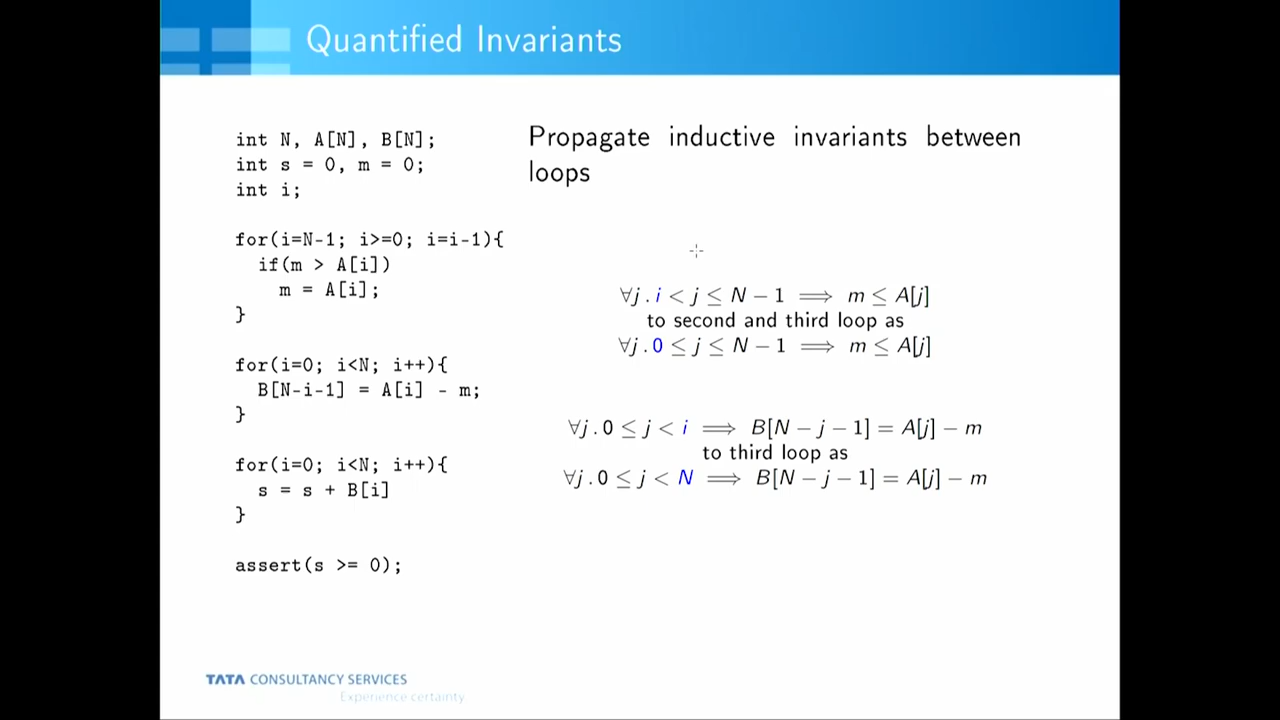 Quantified Invariants
int N, A[N], B[N];
int s = 0, m = 0;
int i;
for(i=N-1; i>=0; i=i-1){
if(m > A[i])
m = A[i];
}
for(i=0; i<N; i++){
B[N-i-1] = A[i] - m;
}
for(i=0; i<N; i++){
s = s + B[i]
}
assert(s >= 0);
Propagate inductive invariants between
loops
∀j . i < j ≤ N − 1 ⟹ m ≤ A[j]
to second and third loop as
∀j . 0 ≤ j ≤ N − 1 ⟹ m ≤ A[j]
∀j . 0 ≤ j < i ⟹ B[N − j − 1] = A[j] − m
to third loop as
∀j . 0 ≤ j < N ⟹ B[N − j − 1] = A[j] − m
TATA CONSULTANCY SERVICES
Experience certainty.